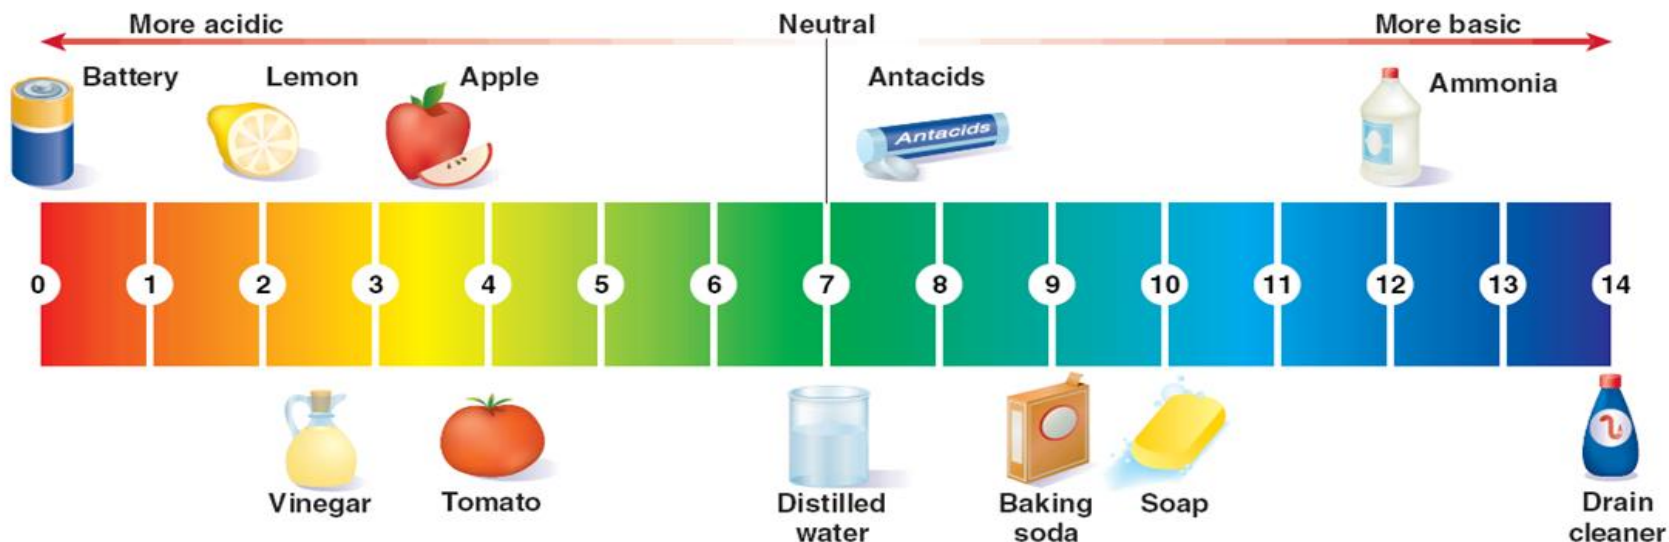 More acidic
Neutral
More basic
Battery
Lemon
Apple
Antacids
Ammonia
Antacids
0 1 2 3 4 5 6 7 8 9 10 11 12 13 14
Vinegar
Tomato
Distilled
water
Baking
soda
Soap
Drain
cleaner